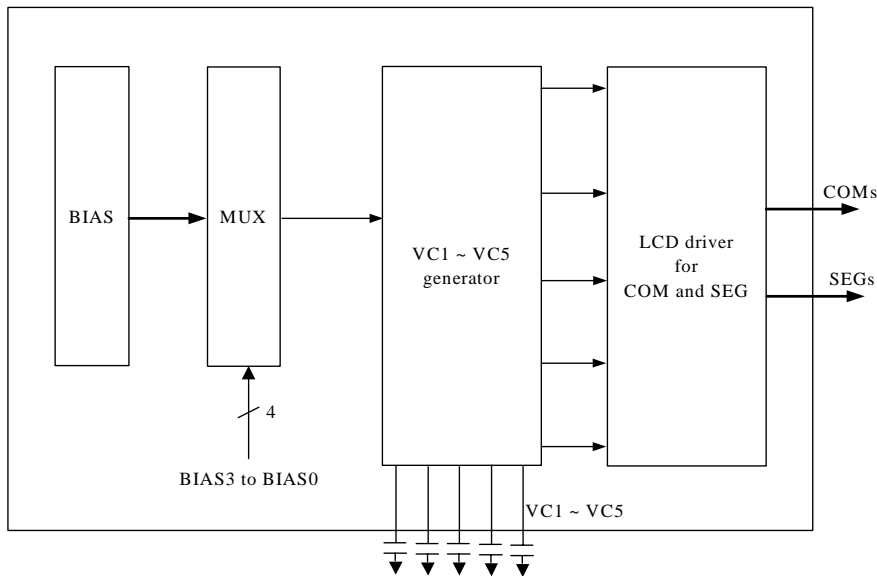 BIAS
MUX
VC1 ~ VC5
generator
LCD driver
for
COM and SEG
COMs
SEGs
4
BIAS3 to BIAS0
VC1 ~ VC5